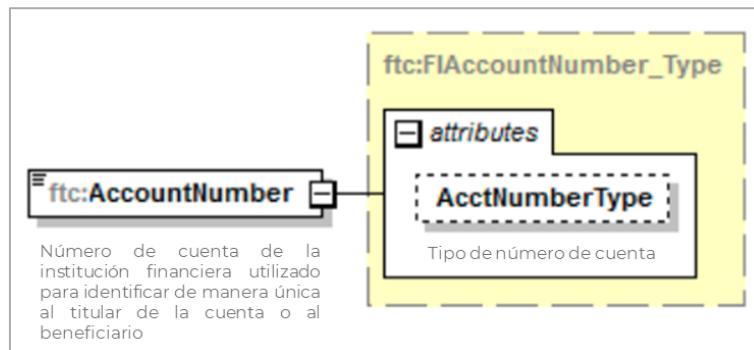 ftc:FIAccountNumber_Type
attributes
ftc:AccountNumber
AcctNumberType
Número de cuenta de la
institución financiera utilizado
para identificar de manera única
al titular de la cuenta o al
beneficiario
Tipo de número de cuenta